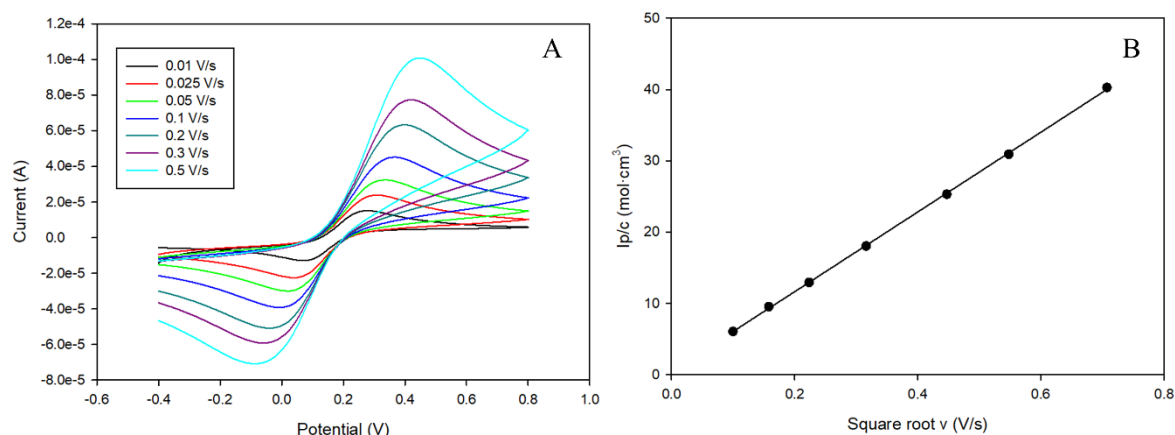 A
1.2e-4
1.0e-4
8.0e-5
6.0e-5
4.0e-5
2.0e-5
0.0
-2.0e-5
-4.0e-5
-6.0e-5
-8.0e-5
Current (A)
0.01 V/s
0.025 V/s
0.05 V/s
0.1 V/s
0.2 V/s
0.3 V/s
0.5 V/s
-0.6 -0.4 -0.2 0.0 0.2 0.4 0.6 0.8 1.0
Potential (V)
B
50
40
30
20
10
0
Ip/c (mol·cm³)
0.0 0.2 0.4 0.6 0.8
Square root v (V/s)